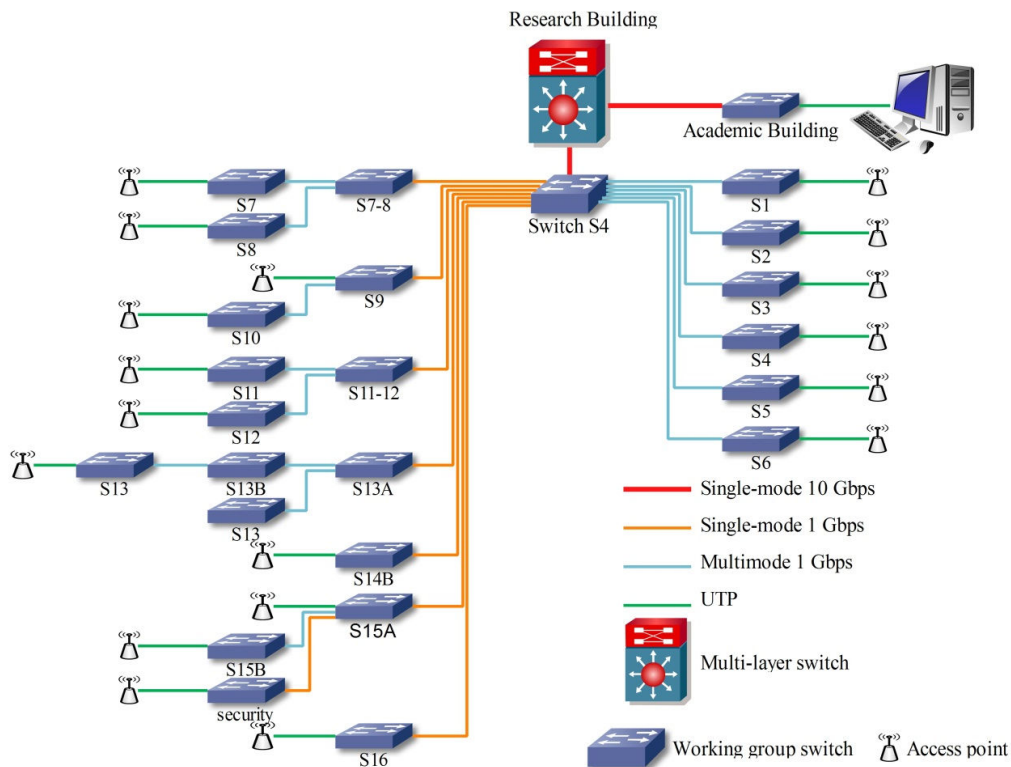 Research Building
Academic Building
S7
S7-8
Switch S4
S1
S8
S2
S9
S3
S10
S4
S11
S11-12
S5
S12
S6
S13
S13B
S13A
Single-mode 10 Gbps
S13
Single-mode 1 Gbps
S14B
Multimode 1 Gbps
UTP
S15A
S15B
Multi-layer switch
security
S16
Working group switch
Access point